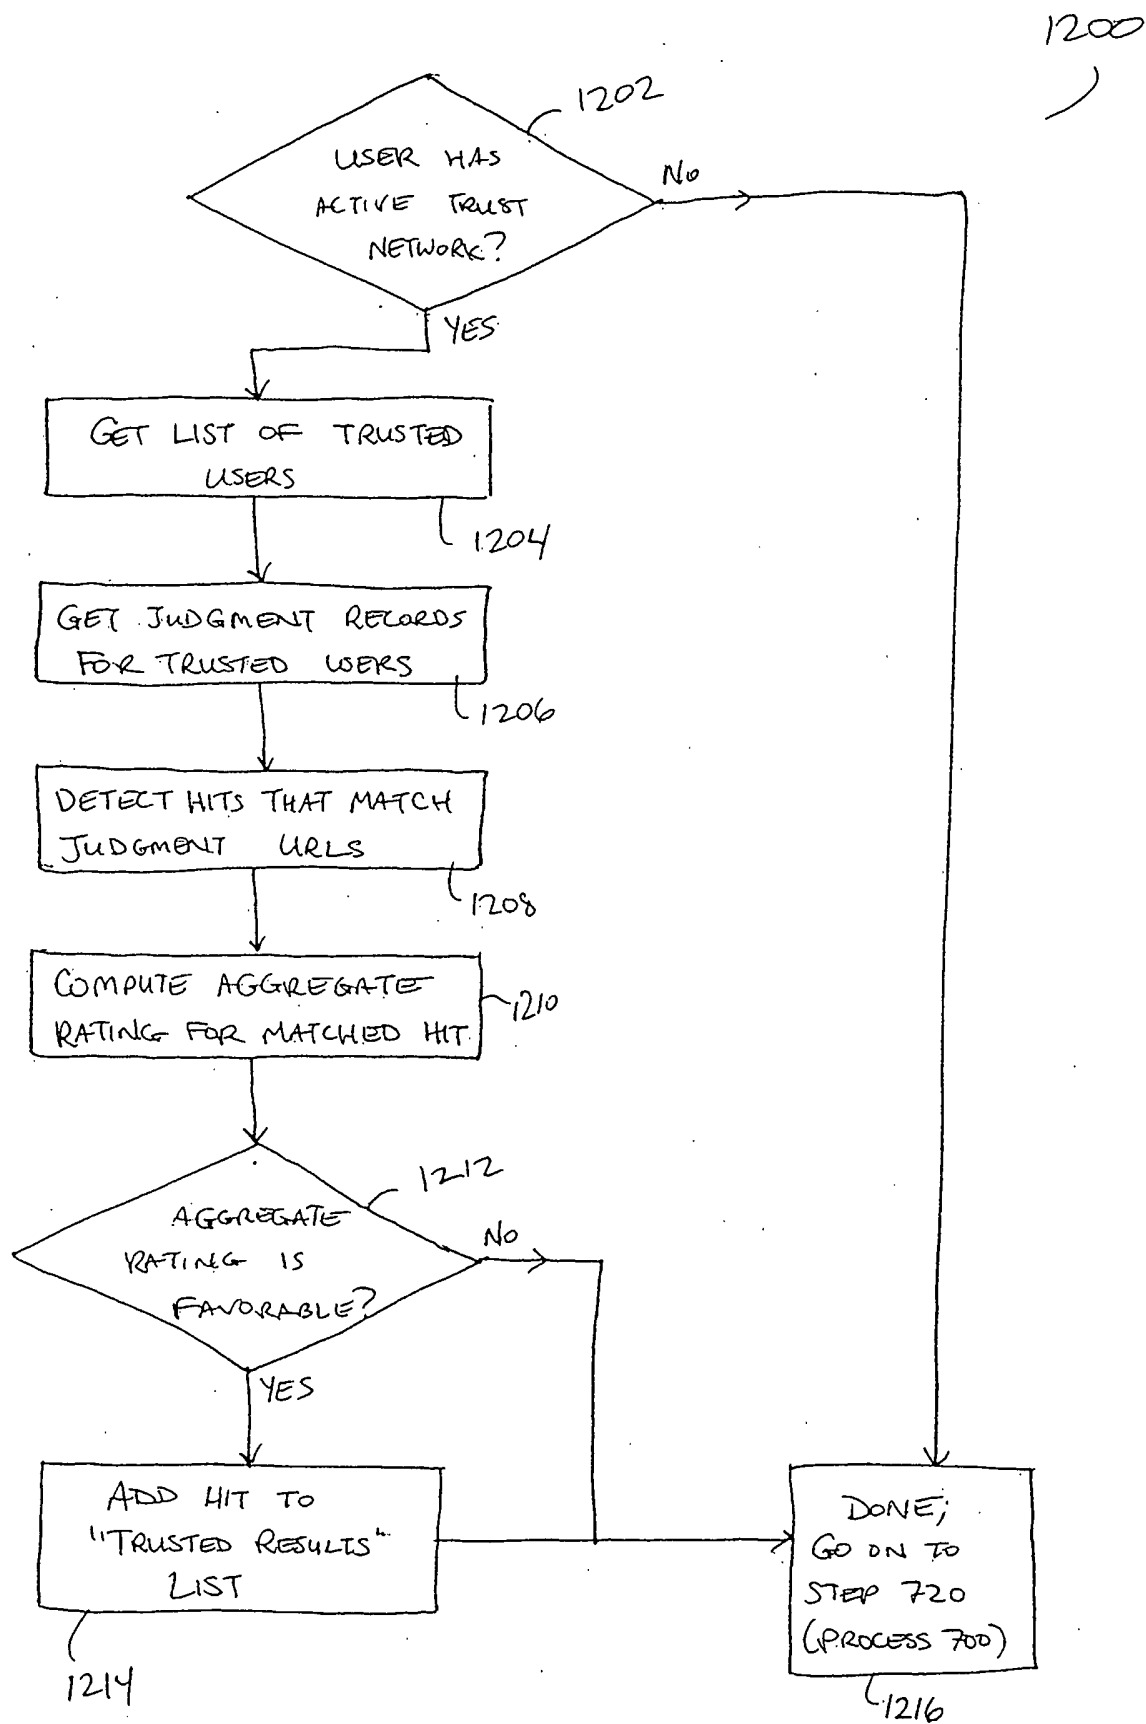 1200
1202
USER HAS
ACTIVE TRUST
NETWORK?
No
YES
GET LIST OF TRUSTED
USERS
1204
GET JUDGMENT RECORDS
FOR TRUSTED USERS
1206
DETECT HITS THAT MATCH
JUDGMENT URLS
1208
COMPUTE AGGREGATE
RATING FOR MATCHED HIT
1210
1212
AGGREGATE
RATING IS
FAVORABLE?
NO
YES
ADD HIT TO
"TRUSTED RESULTS"
LIST
1214
DONE;
GO ON TO
STEP 720
(PROCESS 700)
1216